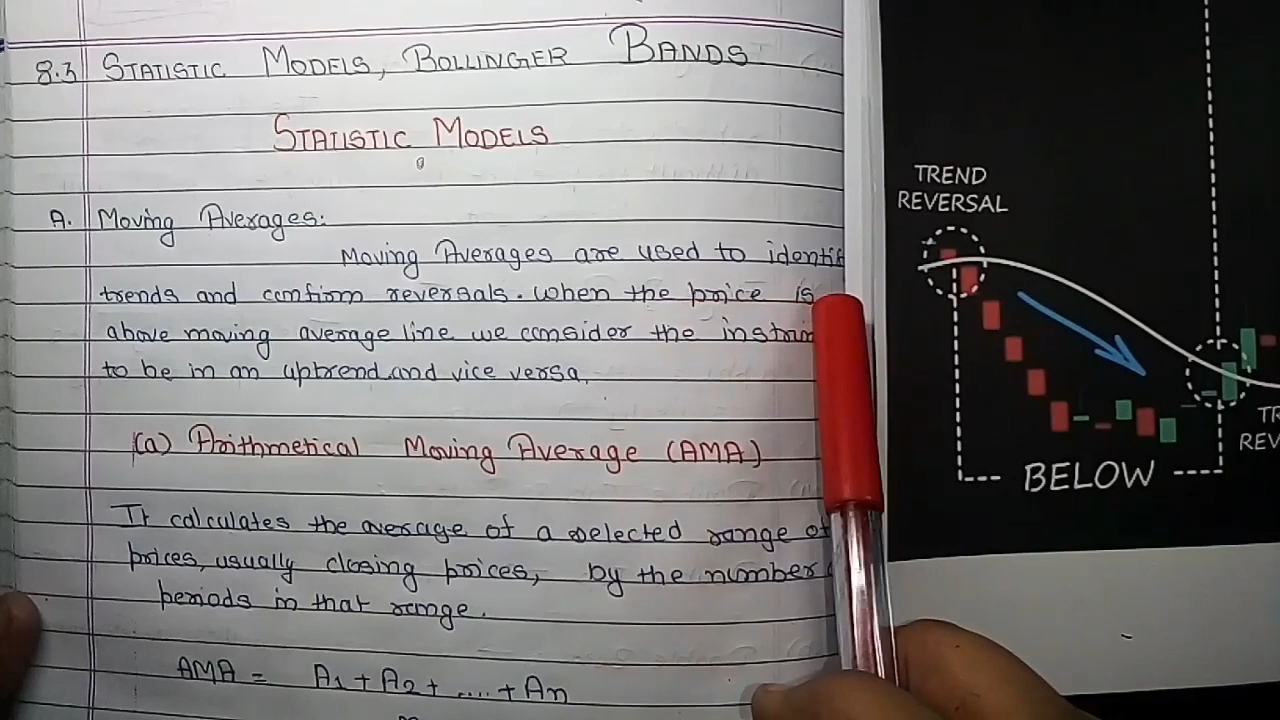 8.3 STATISTIC MODELS, BOLLINGER BANDS
STATISTIC MODELS
A. Moving Averages:
Moving Averages are used to
trends and confirm reversals. When the price is
above moving average line we consider the
to be in an uptrend and vice versa.
(a) Arithmetical Moving Average (AMA)
It calculates the average of a selected range of
prices, usually closing prices, by the number
periods in that range.
AMA = A1 + A2 + .... + An
TREND
REVERSAL
BELOW